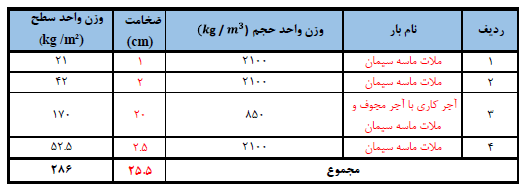 ردیف نام بار وزن واحد حجم (kg / m³) ضخامت (cm) وزن واحد سطح (kg /m²)
۱ ملات ماسه سیمان ۲۱۰۰ ۱ ۲۱
۲ ملات ماسه سیمان ۲۱۰۰ ۲ ۴۲
۳ آجر کاری با آجر مجوف و ملات ماسه سیمان ۸۵۰ ۲۰ ۱۷۰
۴ ملات ماسه سیمان ۲۱۰۰ ۲.۵ ۵۲.۵
مجموع ۲۵.۵ ۲۸۶